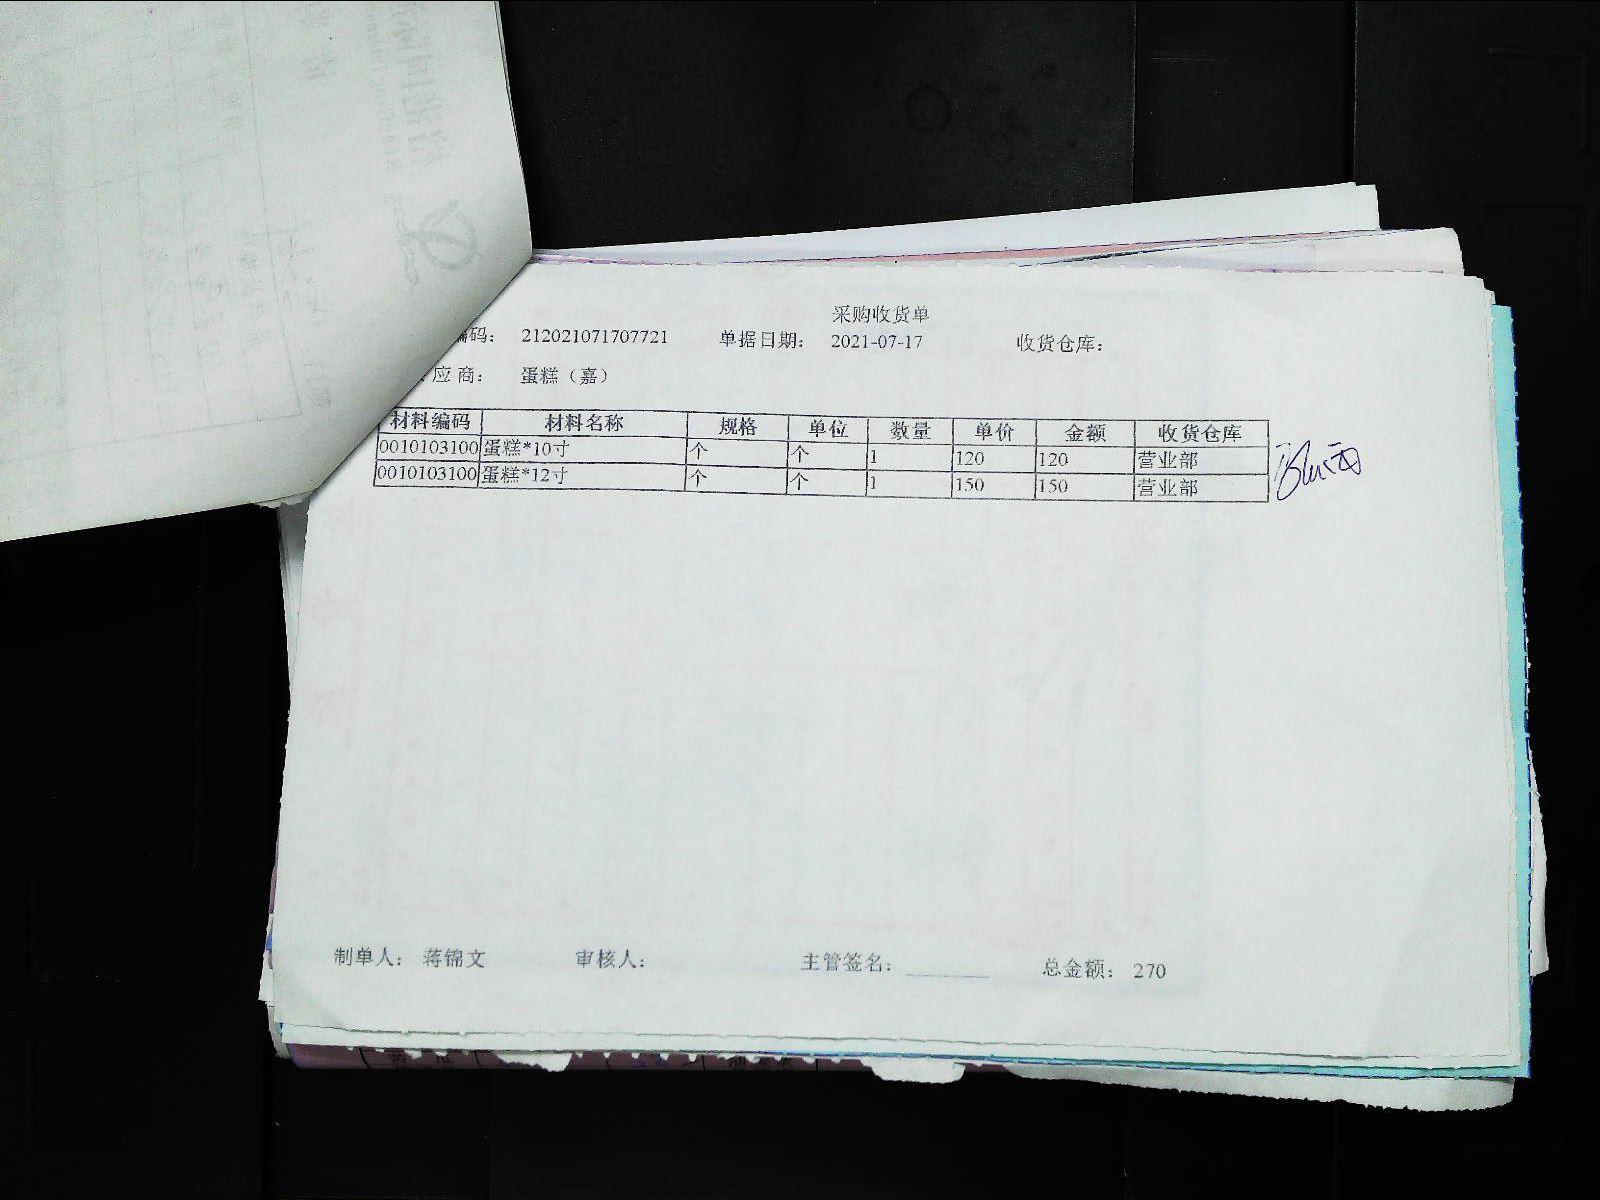 采购收货单
编码： 212021071707721 单据日期： 2021-07-17 收货仓库：
应商： 蛋糕（嘉）
材料编码 材料名称 规格 单位 数量 单价 金额 收货仓库
0010103100 蛋糕*10寸 个 个 1 120 120 营业部
0010103100 蛋糕*12寸 个 个 1 150 150 营业部
制单人： 蒋锦文 审核人： 主管签名： 总金额： 270